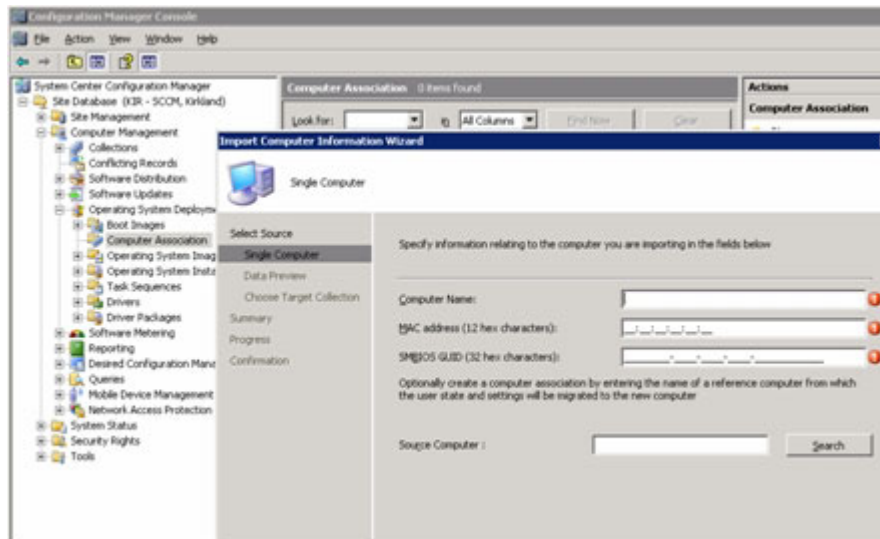 Configuration Manager Console
File Action View Window Help
System Center Configuration Manager
Site Database (KIR - SCCM, Kirkland)
Site Management
Computer Management
Collections
Conflicting Records
Software Distribution
Software Updates
Operating System Deployme
Boot Images
Computer Association
Operating System Imag
Operating System Insta
Task Sequences
Drivers
Driver Packages
Software Metering
Reporting
Desired Configuration Mana
Queries
Mobile Device Management
Network Access Protection
System Status
Security Rights
Tools
Computer Association 0 items found
Look for: in All Columns Find Now Clear
Actions
Computer Association
Import Computer Information Wizard
Single Computer
Select Source
Single Computer
Data Preview
Choose Target Collection
Summary
Progress
Confirmation
Specify information relating to the computer you are importing in the fields below
Computer Name:
MAC address (12 hex characters):
SMBIOS GUID (32 hex characters):
Optionally create a computer association by entering the name of a reference computer from which
the user state and settings will be migrated to the new computer
Source Computer :
Search